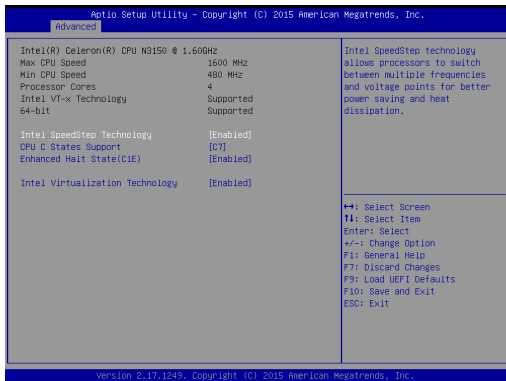 Aptio Setup Utility – Copyright (C) 2015 American Megatrends, Inc.
Advanced
Intel(R) Celeron(R) CPU N3150 @ 1.60GHz
Max CPU Speed 1600 MHz
Min CPU Speed 480 MHz
Processor Cores 4
Intel VT-x Technology Supported
64-bit Supported
Intel SpeedStep Technology [Enabled]
CPU C States Support [C7]
Enhanced Halt State(C1E) [Enabled]
Intel Virtualization Technology [Enabled]
Intel SpeedStep technology
allows processors to switch
between multiple frequencies
and voltage points for better
power saving and heat
dissipation.
↔: Select Screen
↑↓: Select Item
Enter: Select
+/-: Change Option
F1: General Help
F7: Discard Changes
F9: Load UEFI Defaults
F10: Save and Exit
ESC: Exit
Version 2.17.1249. Copyright (C) 2015 American Megatrends, Inc.